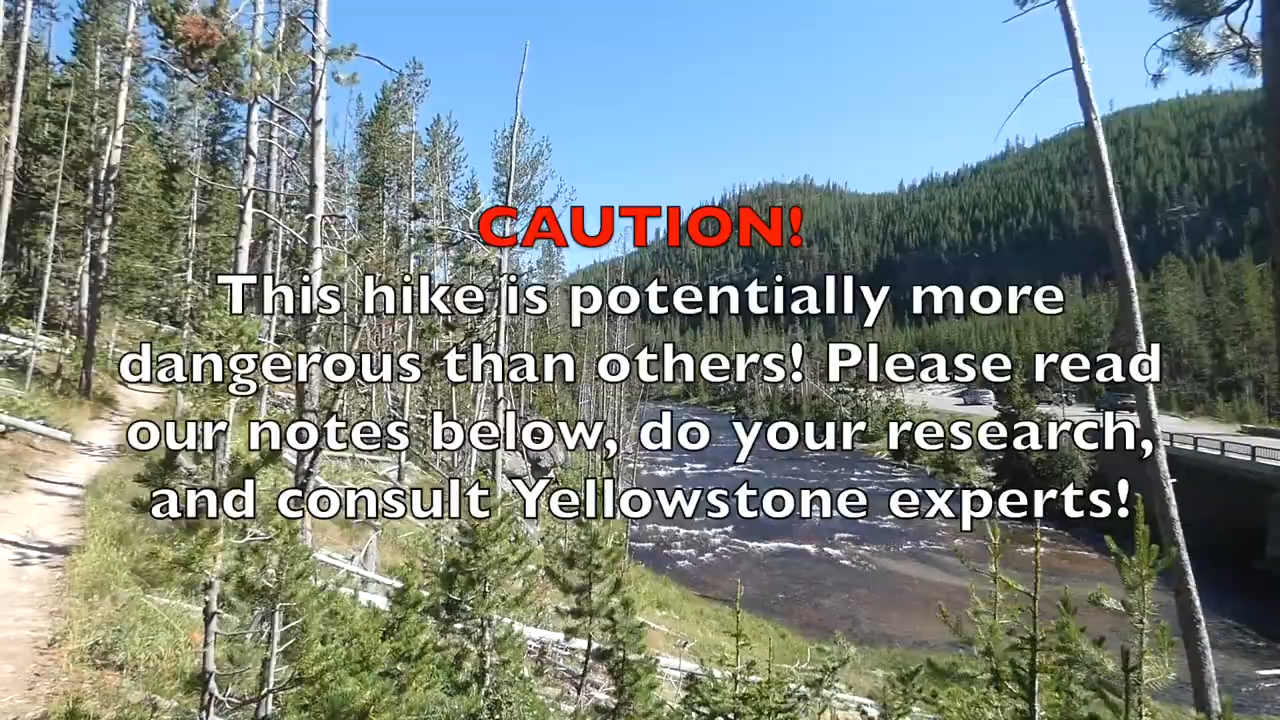 CAUTION!
This hike is potentially more
dangerous than others! Please read
our notes below, do your research,
and consult Yellowstone experts!